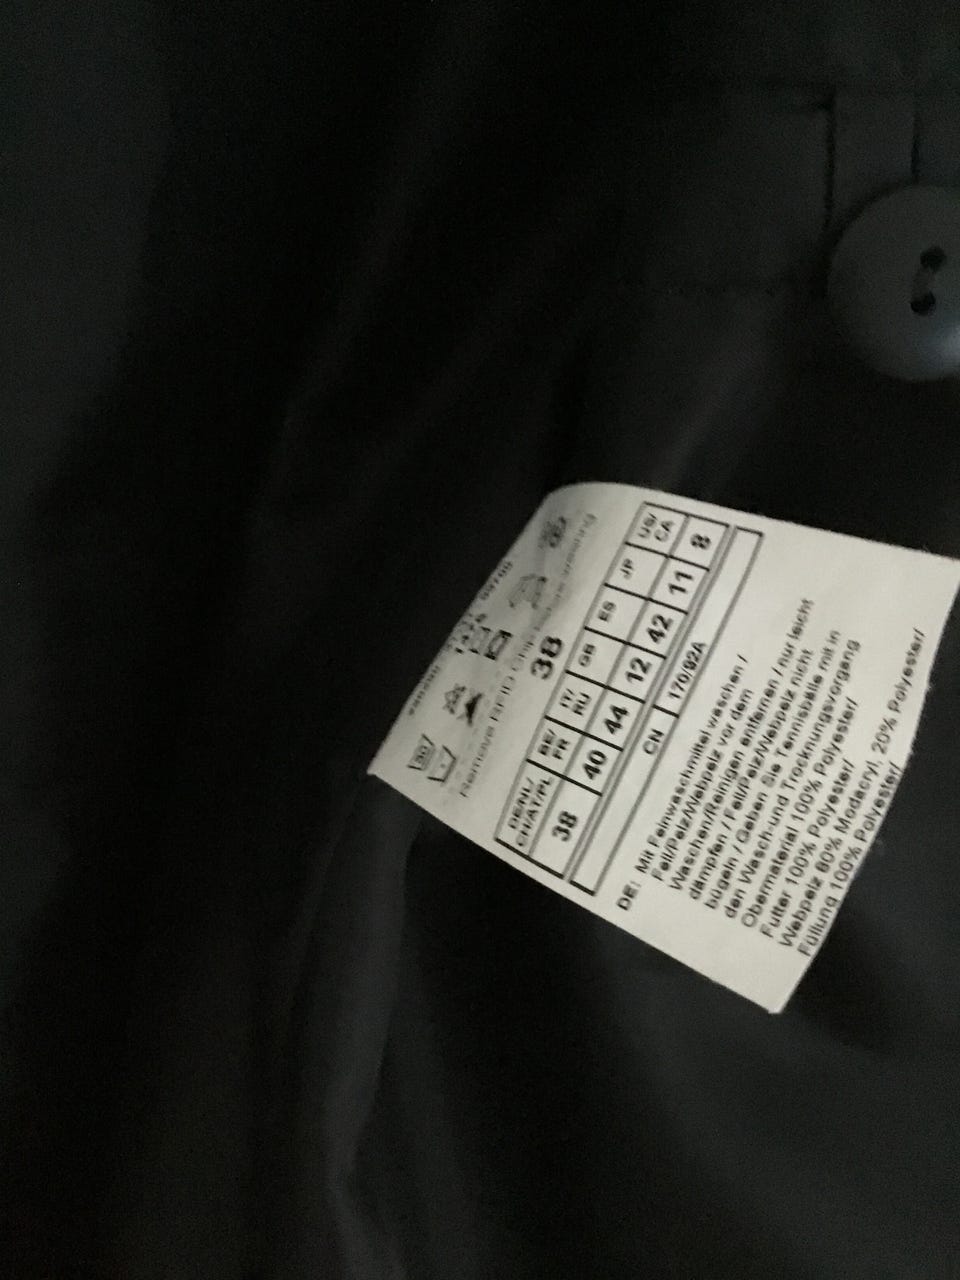 Remove RFID chip before wearing
38
DE/NL/ CH/AT/PL BE/ FR IT/ RU GB ES JP US/ CA
38 40 44 12 42 11 8
CN 170/92A
DE: Mit Feinwaschmittel waschen /
Fell/Pelz/Webpelz vor dem
Waschen/Reinigen entfernen / nur leicht
dämpfen / Fell/Pelz/Webpelz nicht
bügeln / Geben Sie Tennisbälle mit in
den Wasch-und Trocknungsvorgang
Obermaterial 100% Polyester/
Futter 100% Polyester/
Webpelz 80% Modacryl, 20% Polyester/
Füllung 100% Polyester/